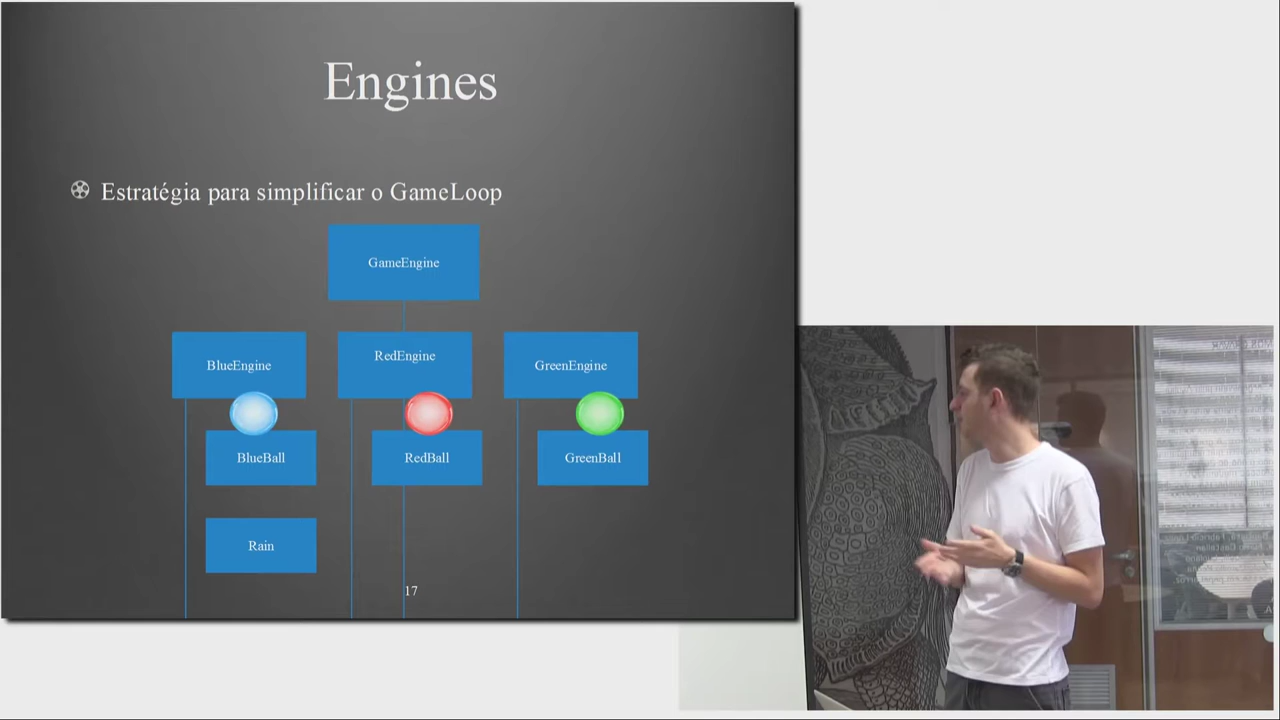 Engines
Estratégia para simplificar o GameLoop
GameEngine
BlueEngine
RedEngine
GreenEngine
BlueBall
RedBall
GreenBall
Rain
17